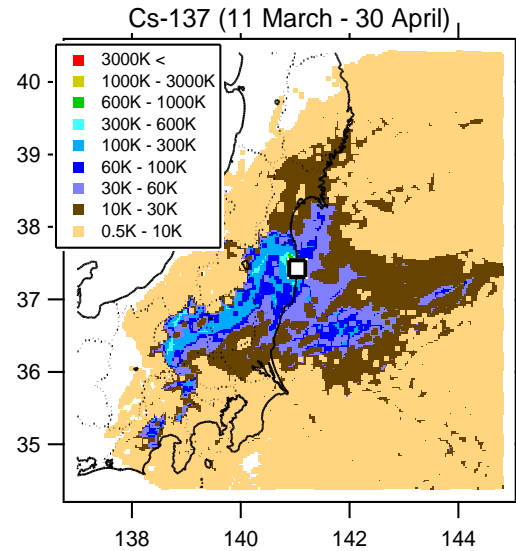 Cs-137 (11 March - 30 April)
3000K <
1000K - 3000K
600K - 1000K
300K - 600K
100K - 300K
60K - 100K
30K - 60K
10K - 30K
0.5K - 10K
40
39
38
37
36
35
138 140 142 144